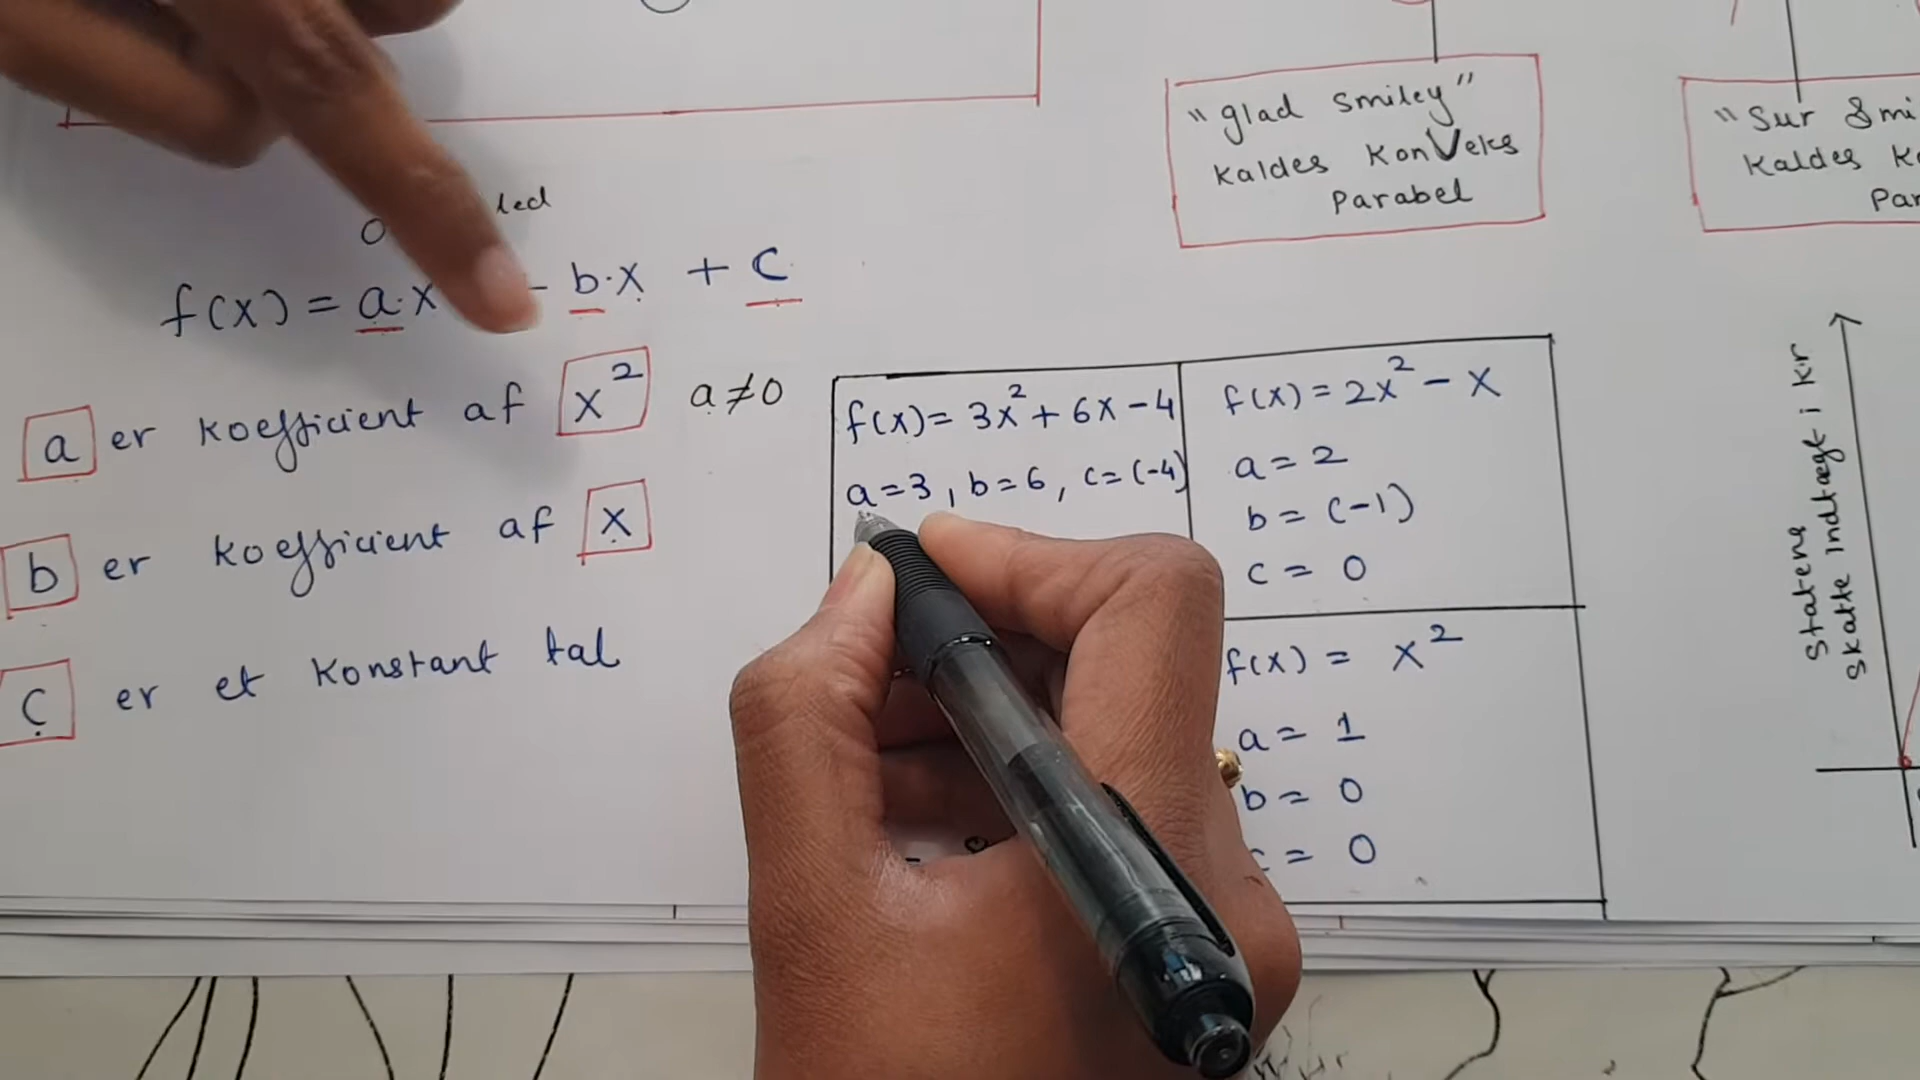 "glad smiley"
kaldes konVeks
Parabel
"Sur
kaldes
led
f(x) = a·x b·x + c
a er koefficient af x² a≠0
b er koefficient af x
c er et konstant tal
f(x) = 3x² + 6x - 4
a = 3, b = 6, c = (-4)
f(x) = 2x² - x
a = 2
b = (-1)
c = 0
f(x) = x²
a = 1
b = 0
c = 0
Statens
skatte indtægt i kr